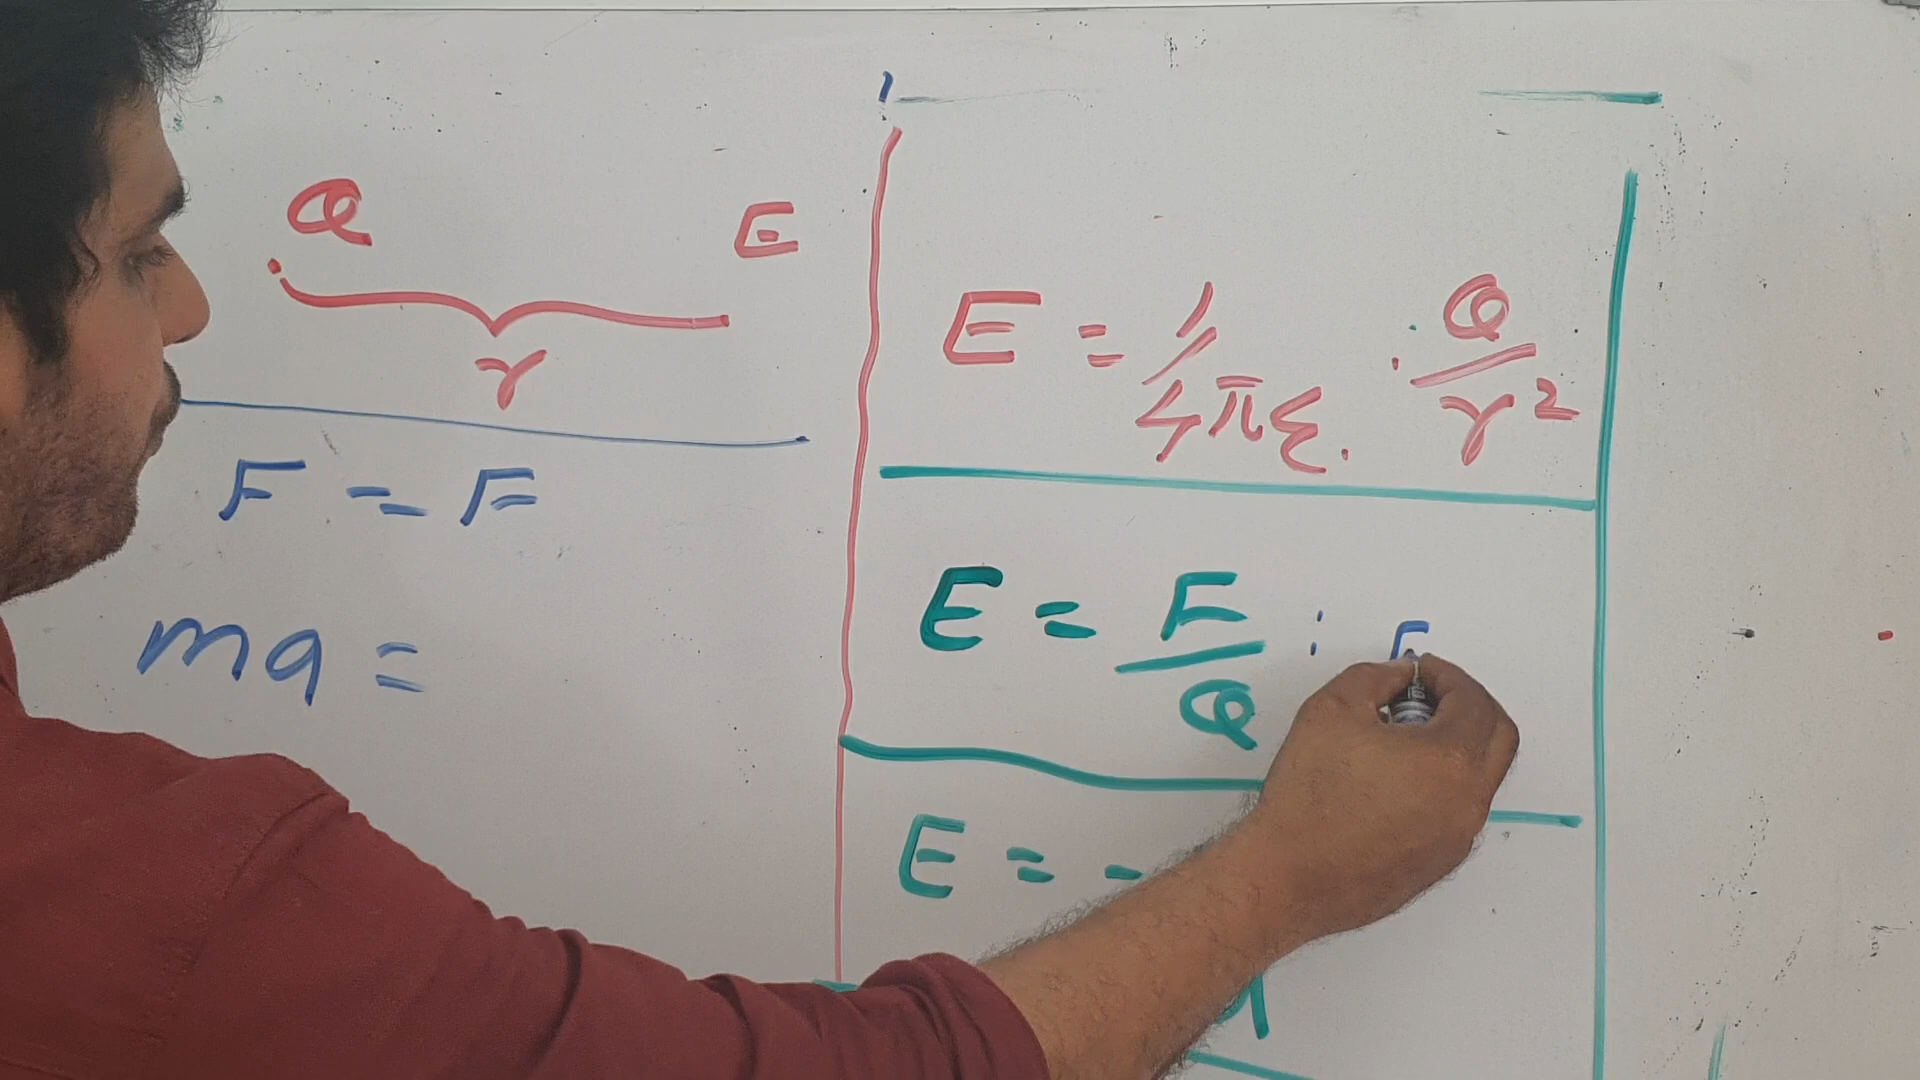 Q E
r
F = F
ma =
E = 1/4πε. · Q/r²
E = F/Q : F
E = -